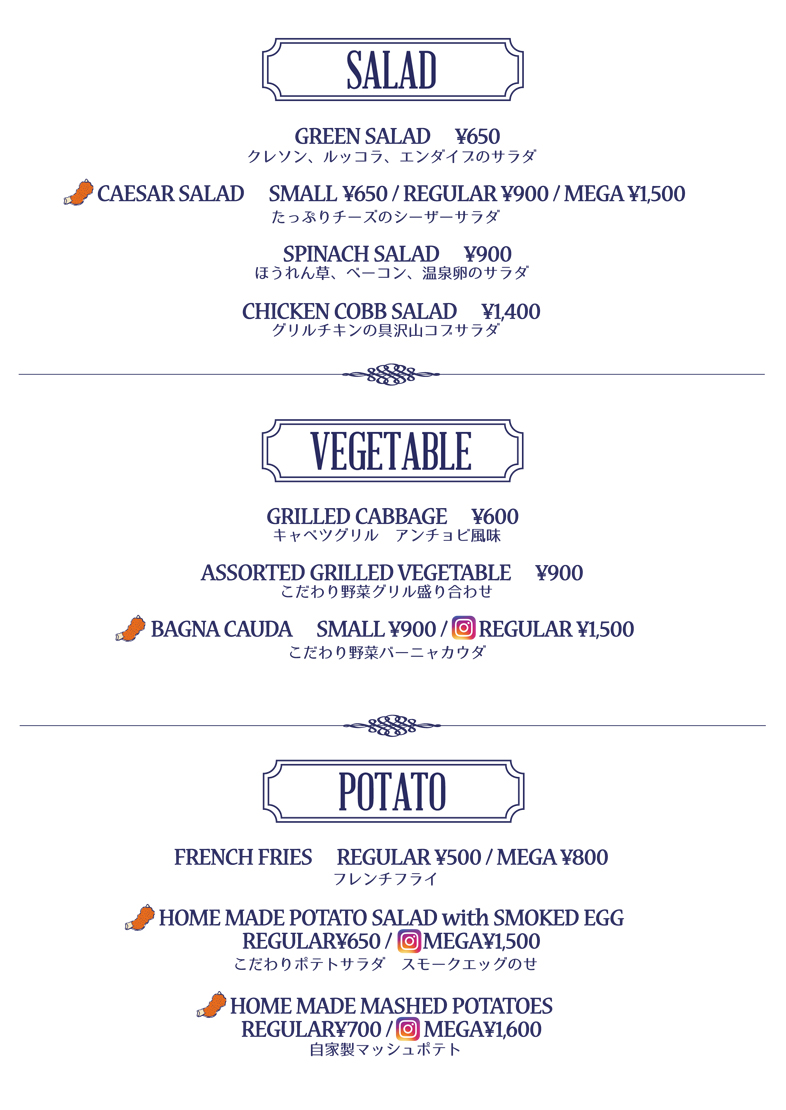 SALAD
GREEN SALAD ¥650
クレソン、ルッコラ、エンダイブのサラダ
CAESAR SALAD SMALL ¥650 / REGULAR ¥900 / MEGA ¥1,500
たっぷりチーズのシーザーサラダ
SPINACH SALAD ¥900
ほうれん草、ベーコン、温泉卵のサラダ
CHICKEN COBB SALAD ¥1,400
グリルチキンの具沢山コブサラダ
VEGETABLE
GRILLED CABBAGE ¥600
キャベツグリル アンチョビ風味
ASSORTED GRILLED VEGETABLE ¥900
こだわり野菜グリル盛り合わせ
BAGNA CAUDA SMALL ¥900 / REGULAR ¥1,500
こだわり野菜バーニャカウダ
POTATO
FRENCH FRIES REGULAR ¥500 / MEGA ¥800
フレンチフライ
HOME MADE POTATO SALAD with SMOKED EGG
REGULAR¥650 / MEGA¥1,500
こだわりポテトサラダ スモークエッグのせ
HOME MADE MASHED POTATOES
REGULAR¥700 / MEGA¥1,600
自家製マッシュポテト